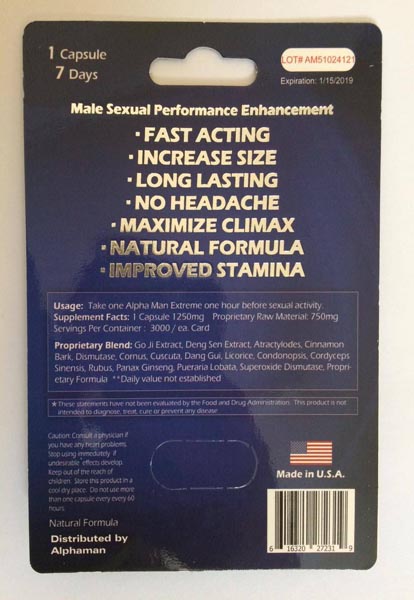 1 Capsule
7 Days
LOT# AM51024121
Expiration: 1/15/2019
Male Sexual Performance Enhancement
· FAST ACTING
· INCREASE SIZE
· LONG LASTING
· NO HEADACHE
· MAXIMIZE CLIMAX
· NATURAL FORMULA
· IMPROVED STAMINA
Usage: Take one Alpha Man Extreme one hour before sexual activity.
Supplement Facts: 1 Capsule 1250mg Proprietary Raw Material: 750mg
Servings Per Container : 3000 / ea. Card
Proprietary Blend: Go Ji Extract, Deng Sen Extract, Atractylodes, Cinnamon
Bark, Dismutase, Cornus, Cuscuta, Dang Gui, Licorice, Condonopsis, Cordyceps
Sinensis, Rubus, Panax Ginseng, Pueraria Lobata, Superoxide Dismutase, Propri-
etary Formula **Daily value not established
* These statements have not been evaluated by the Food and Drug Administration. This product is not
intended to diagnose, treat, cure or prevent any disease
Caution: Consult a physician if
you have any heart problems.
Stop using immediately if
undesirable effects develop.
Keep out of the reach of
children. Store this product in a
cool dry place. Do not use more
than one capsule every every 60
hours.
Natural Formula
Distributed by
Alphaman
Made in U.S.A.
6 16320 27231 9